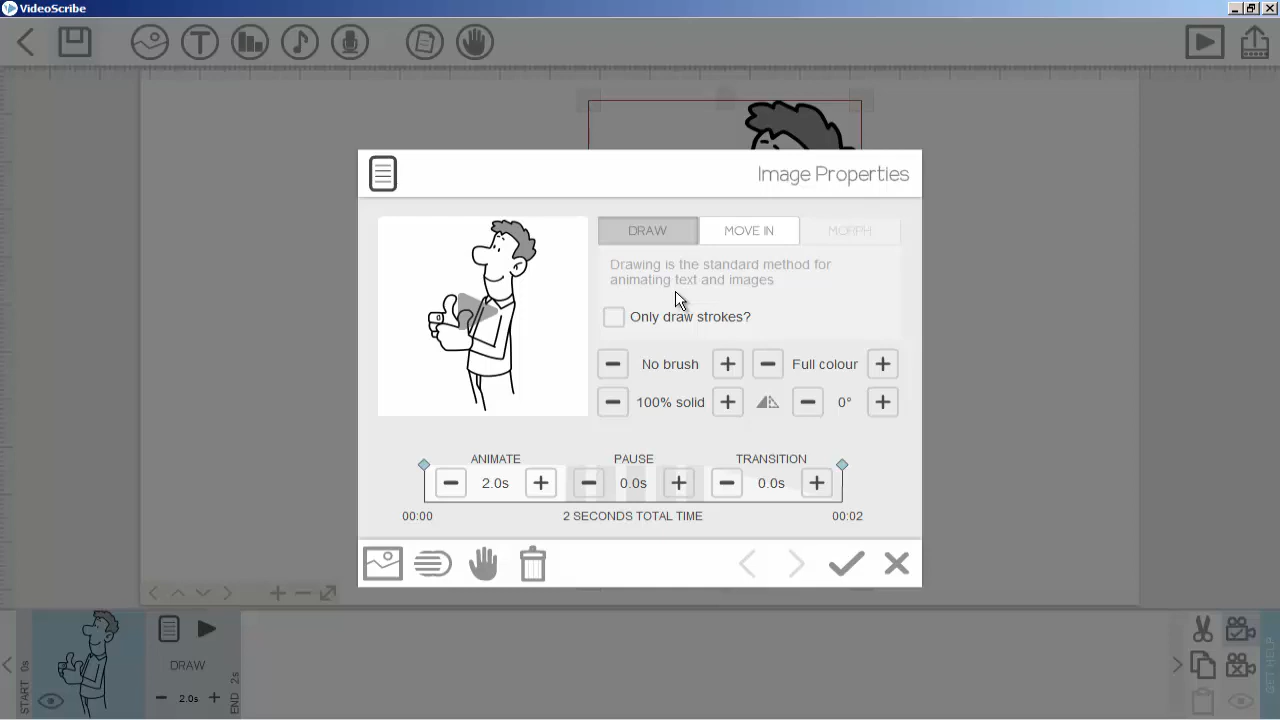 VideoScribe
Image Properties
DRAW MOVE IN MORPH
Drawing is the standard method for
animating text and images
Only draw strokes?
No brush Full colour
100% solid 0°
ANIMATE PAUSE TRANSITION
2.0s 0.0s 0.0s
00:00 2 SECONDS TOTAL TIME 00:02
START 0s
DRAW
2.0s
END 2s
GET HELP